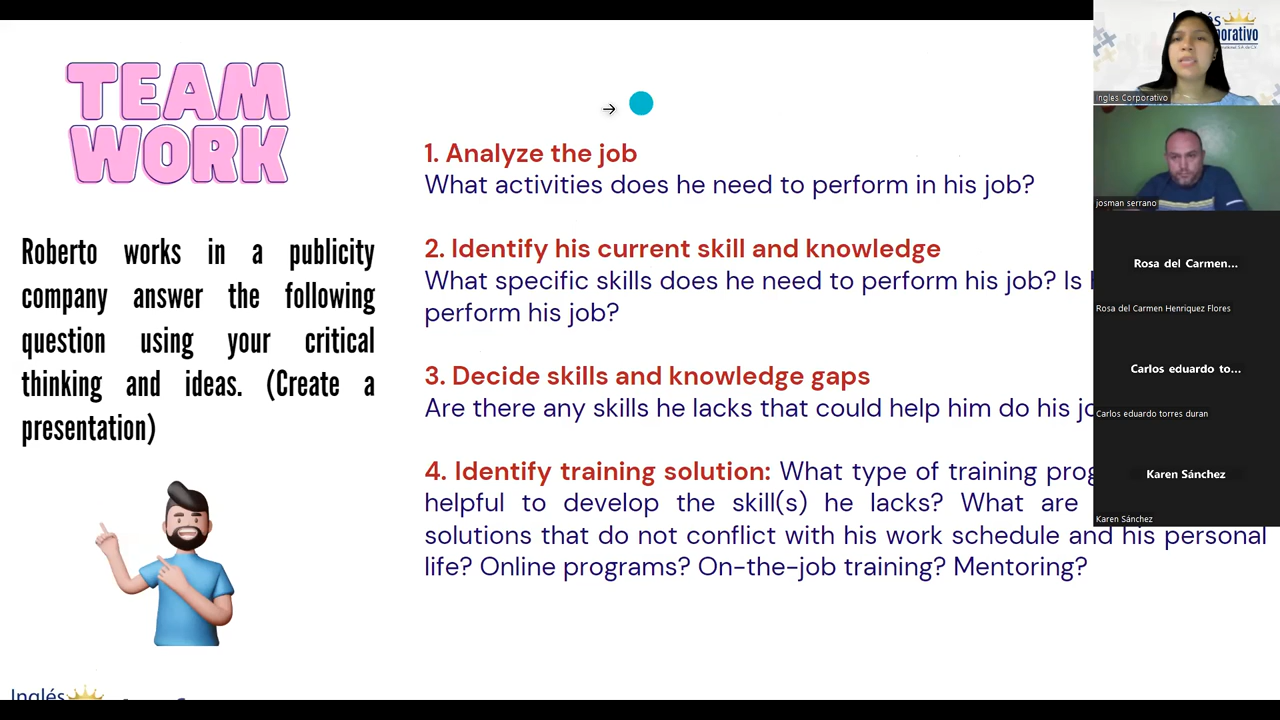 TEAM
WORK
Roberto works in a publicity
company answer the following
question using your critical
thinking and ideas. (Create a
presentation)
1. Analyze the job
What activities does he need to perform in his job?
2. Identify his current skill and knowledge
What specific skills does he need to perform his job? Is
perform his job?
3. Decide skills and knowledge gaps
Are there any skills he lacks that could help him do his
4. Identify training solution: What type of training
helpful to develop the skill(s) he lacks? What are
solutions that do not conflict with his work schedule and his personal
life? Online programs? On-the-job training? Mentoring?
Inglés
Ingles Corporativo
josman serrano
Rosa del Carmen...
Rosa del Carmen Henriquez Flores
Carlos eduardo to...
Carlos eduardo torres duran
Karen Sánchez
Karen Sánchez